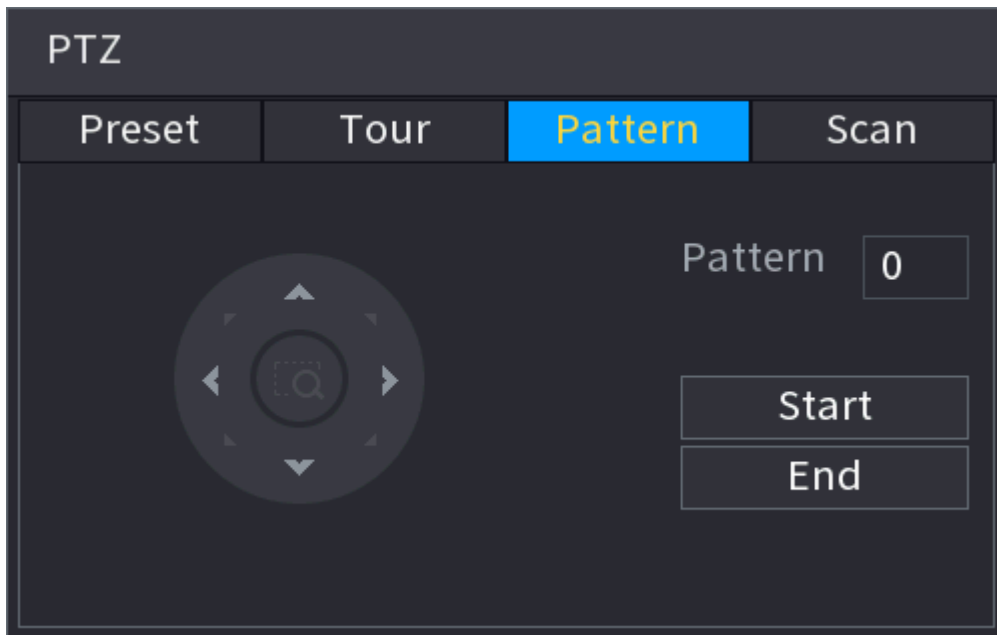 PTZ
Preset Tour Pattern Scan
Pattern 0
Start
End